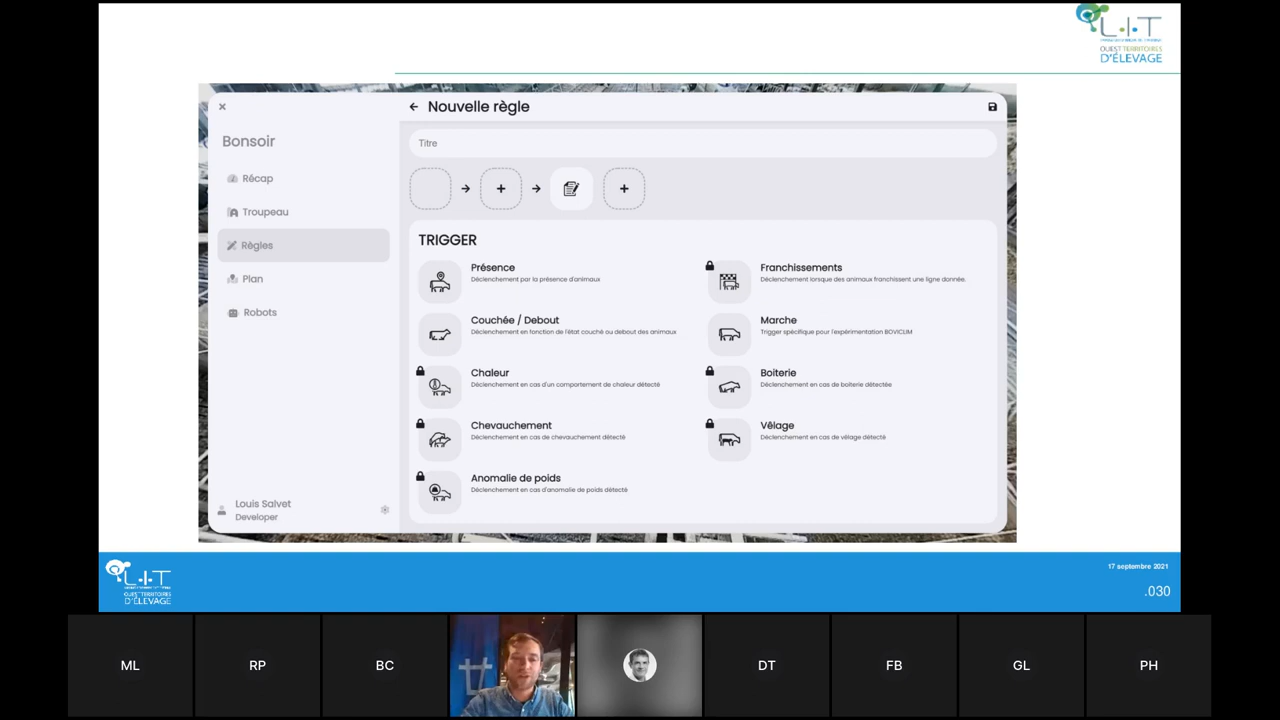 L.I.T
OUEST TERRITOIRES
D'ÉLEVAGE
Nouvelle règle
Bonsoir
Titre
Récap
Troupeau
Règles
Plan
Robots
TRIGGER
Présence
Déclenchement par la présence d'animaux
Franchissements
Déclenchement lorsque des animaux franchissent une ligne donnée.
Couchée / Debout
Déclenchement en fonction de l'état couché ou debout des animaux
Marche
Trigger spécifique pour l'expérimentation BOVICUM
Chaleur
Déclenchement en cas d'un comportement de chaleur détecté
Boiterie
Déclenchement en cas de boiterie détectée
Chevauchement
Déclenchement en cas de chevauchement détecté
Vêlage
Déclenchement en cas de vêlage détecté
Anomalie de poids
Déclenchement en cas d'anomalie de poids détecté
Louis Salvet
Developer
L.I.T
OUEST TERRITOIRES
D'ÉLEVAGE
17 septembre 2021
.030
ML
RP
BC
DT
FB
GL
PH